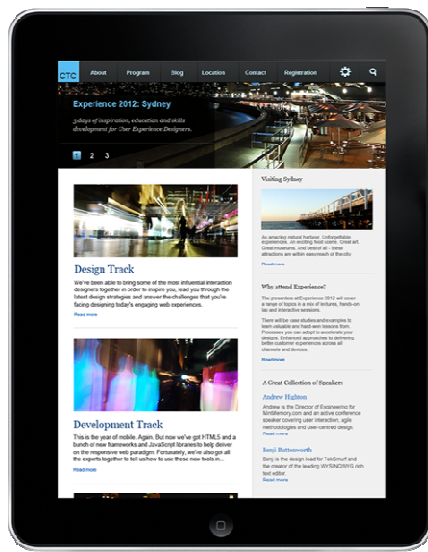 CTC
About
Program
Blog
Location
Contact
Registration
Experience 2012: Sydney
3 days of inspiration, education and skills
development for User Experience Designers.
1 2 3
Design Track
We've been able to bring some of the most influential interaction
designers together in order to inspire you, lead you through the
latest design strategies and answer the challenges that you're
facing designing today's engaging web experiences.
Read more
Development Track
This is the year of mobile. Again. But now we've got HTML5 and a
bunch of new frameworks and JavaScript libraries to help deliver
on the responsive web paradigm. Fortunately, we've also got all
the experts together to tell us how to use these new tools in...
Read more
Visiting Sydney
An amazing natural harbour. Unforgettable
experiences. An exciting food scene. Great art.
Great museums. And best of all - these
attractions are within easy reach of the city.
Why attend Experience?
The presenters at Experience 2012 will cover
a range of topics in a mix of lectures, hands-on
lab and interactive sessions.
There will be case studies and examples to
learn valuable and hard-won lessons from.
Processes you can adopt to accelerate your
designs. Enhancing approaches to delivering
better customer experiences across all
channels and devices.
Read more
A Great Collection of Speakers
Andrew Highton
Andrew is the Director of Engineering for
NimMemory.com and an active conference
speaker covering user interaction, agile
methodologies and user-centred design.
Read more
Benji Butterworth
Benji is the design lead for
the creator of the leading WYSIWYG rich
text editor.
Read more